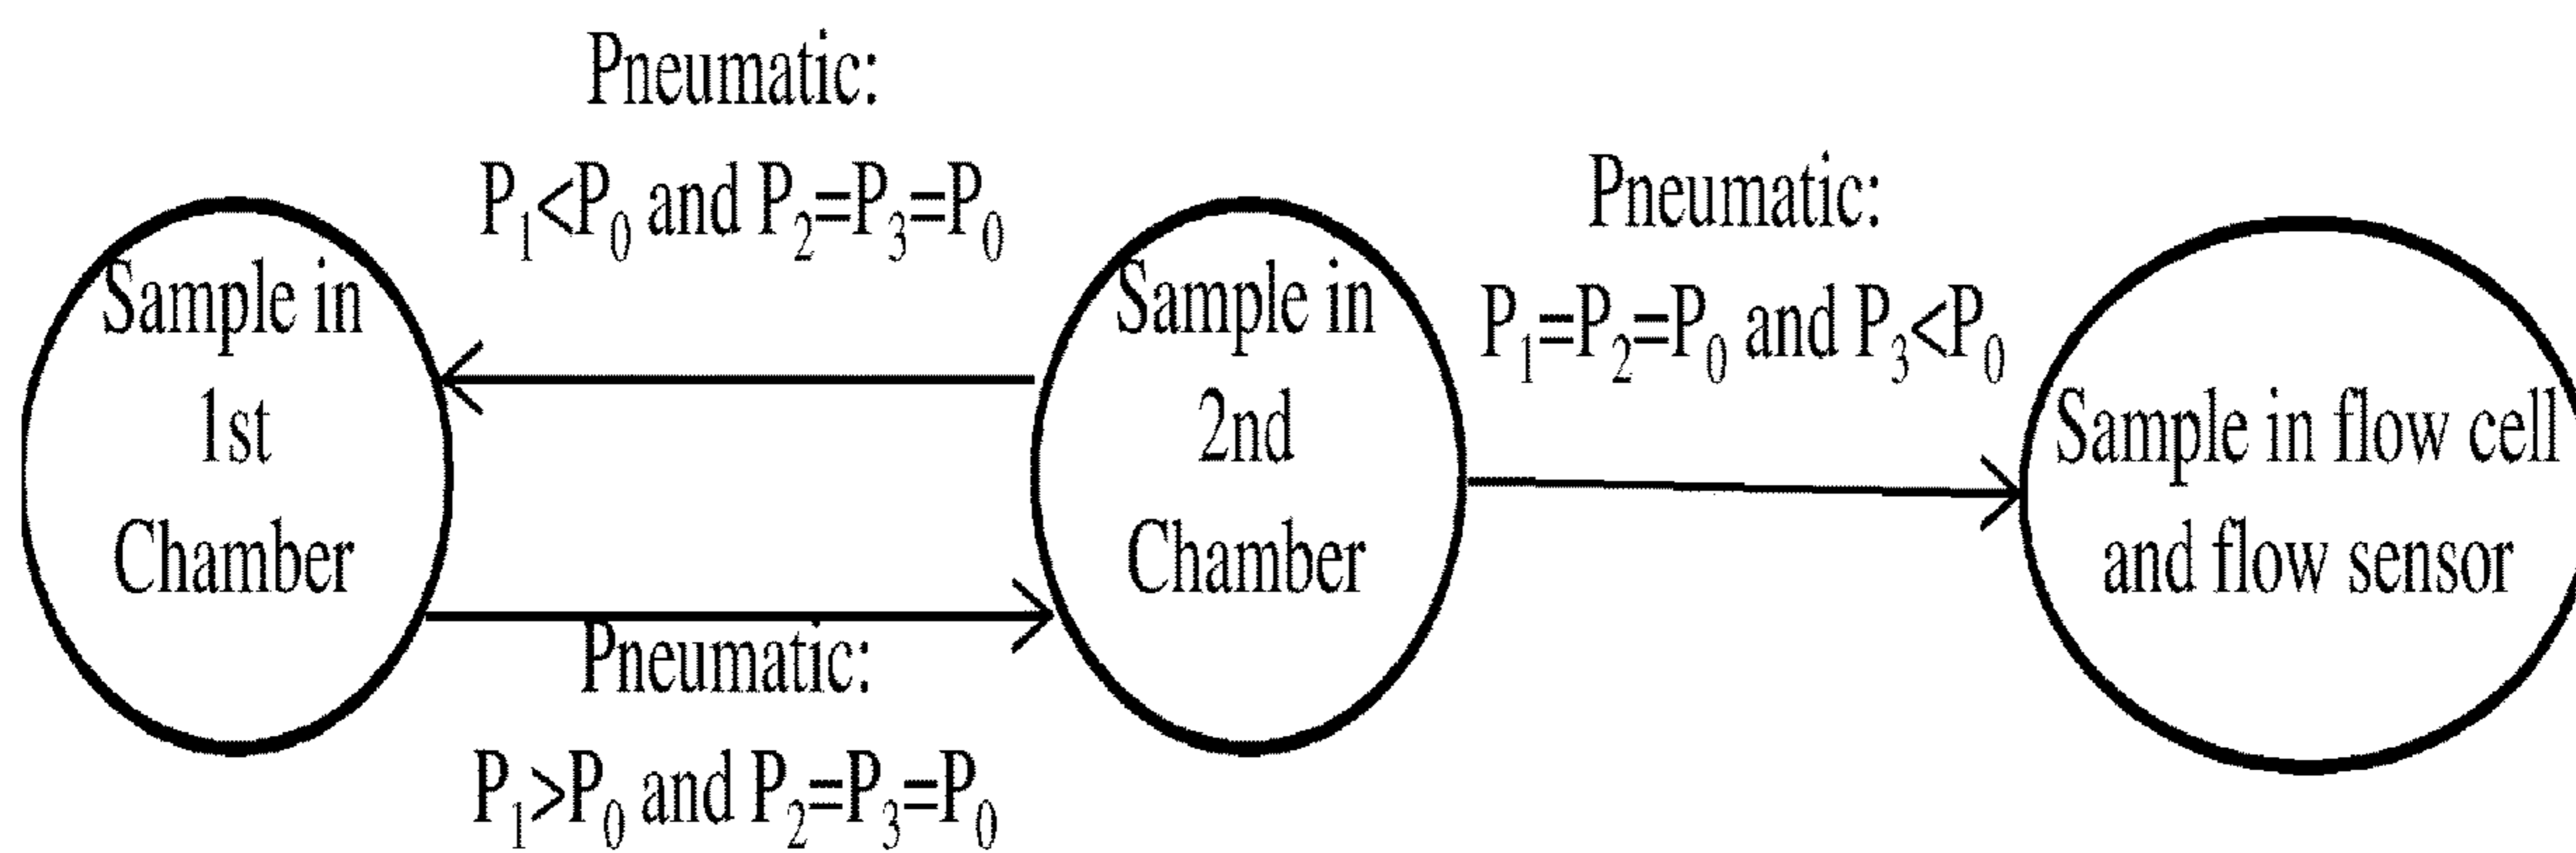 Pneumatic:
P₁<P₀ and P₂=P₃=P₀
Pneumatic:
P₁=P₂=P₀ and P₃<P₀
Sample in
1st
Chamber
Sample in
2nd
Chamber
Sample in flow cell
and flow sensor
Pneumatic:
P₁>P₀ and P₂=P₃=P₀